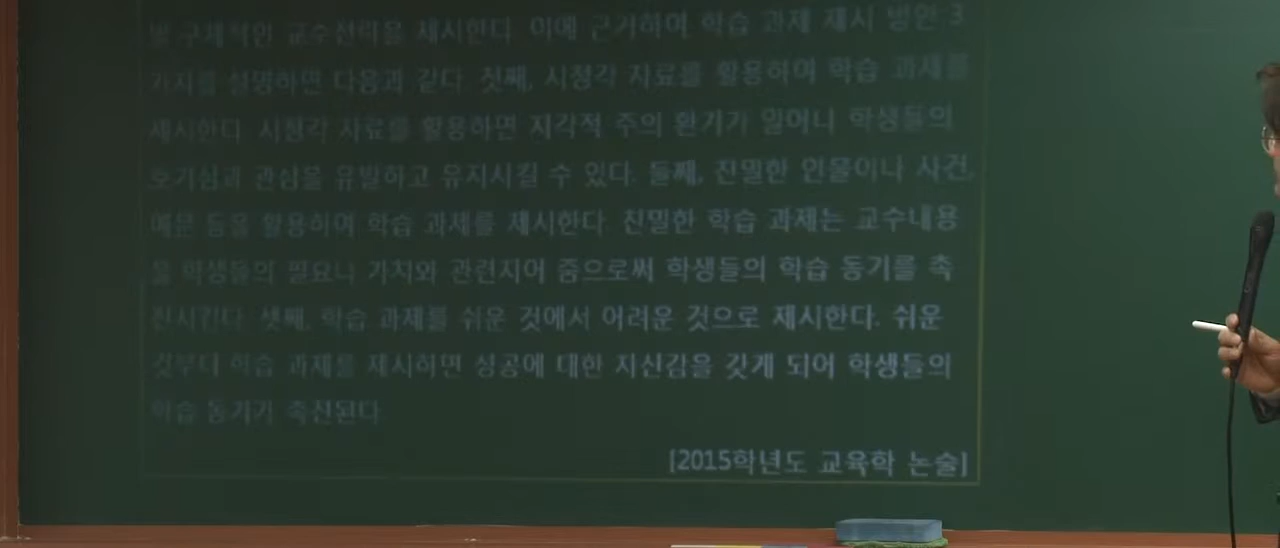 및 구체적인 교수전략을 제시한다. 이에 근거하여 학습 과제 제시 방안 3
가지를 설명하면 다음과 같다. 첫째, 시청각 자료를 활용하여 학습 과제를
제시한다. 시청각 자료를 활용하면 지각적 주의 환기가 일어나 학생들의
호기심과 관심을 유발하고 유지시킬 수 있다. 둘째, 친밀한 인물이나 사건,
예문 등을 활용하여 학습 과제를 제시한다. 친밀한 학습 과제는 교수내용
을 학생들의 필요나 가치와 관련지어 줌으로써 학생들의 학습 동기를 촉
진시킨다. 셋째, 학습 과제를 쉬운 것에서 어려운 것으로 제시한다. 쉬운
것부터 학습 과제를 제시하면 성공에 대한 자신감을 갖게 되어 학생들의
학습 동기가 촉진된다.
[2015학년도 교육학 논술]